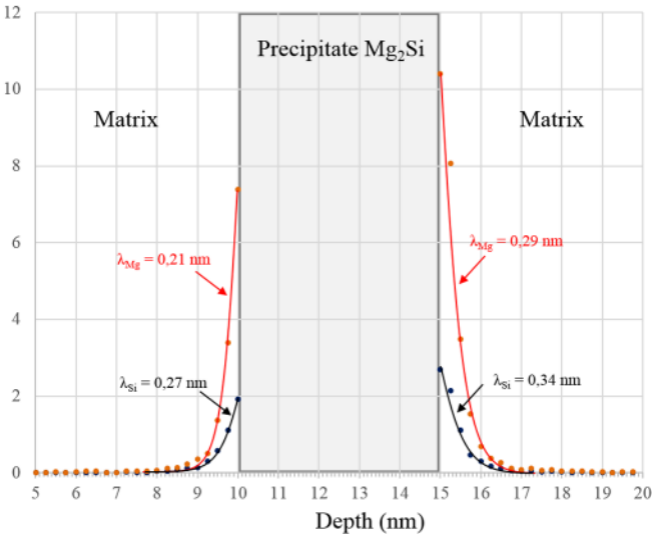 12
Precipitate Mg₂Si
10
Matrix
Matrix
8
6
λMg = 0,29 nm
λMg = 0,21 nm
4
λSi = 0,27 nm
λSi = 0,34 nm
2
0
5 6 7 8 9 10 11 12 13 14 15 16 17 18 19 20
Depth (nm)